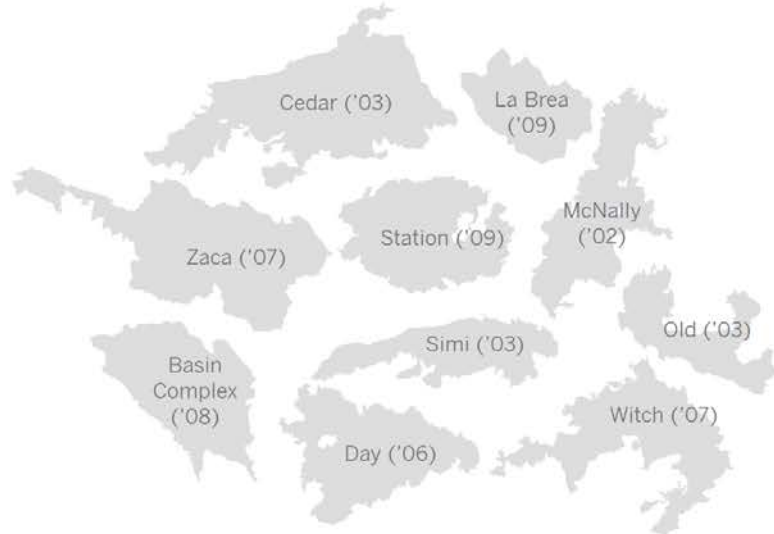 Cedar ('03)
La Brea
('09)
McNally
('02)
Station ('09)
Zaca ('07)
Old ('03)
Simi ('03)
Basin
Complex
('08)
Witch ('07)
Day ('06)